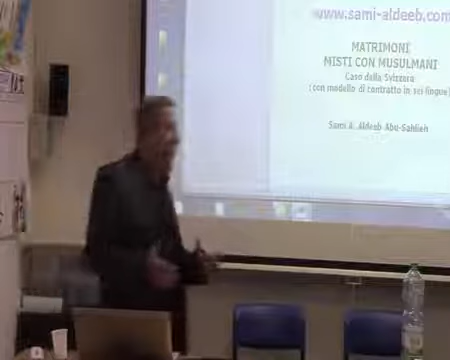 www.sami-aldeeb.com
MATRIMONI
MISTI CON MUSULMANI
Caso della Svizzera
(con modello di contratto in sei lingue)
Sami A. Aldeeb Abu-Sahlieh